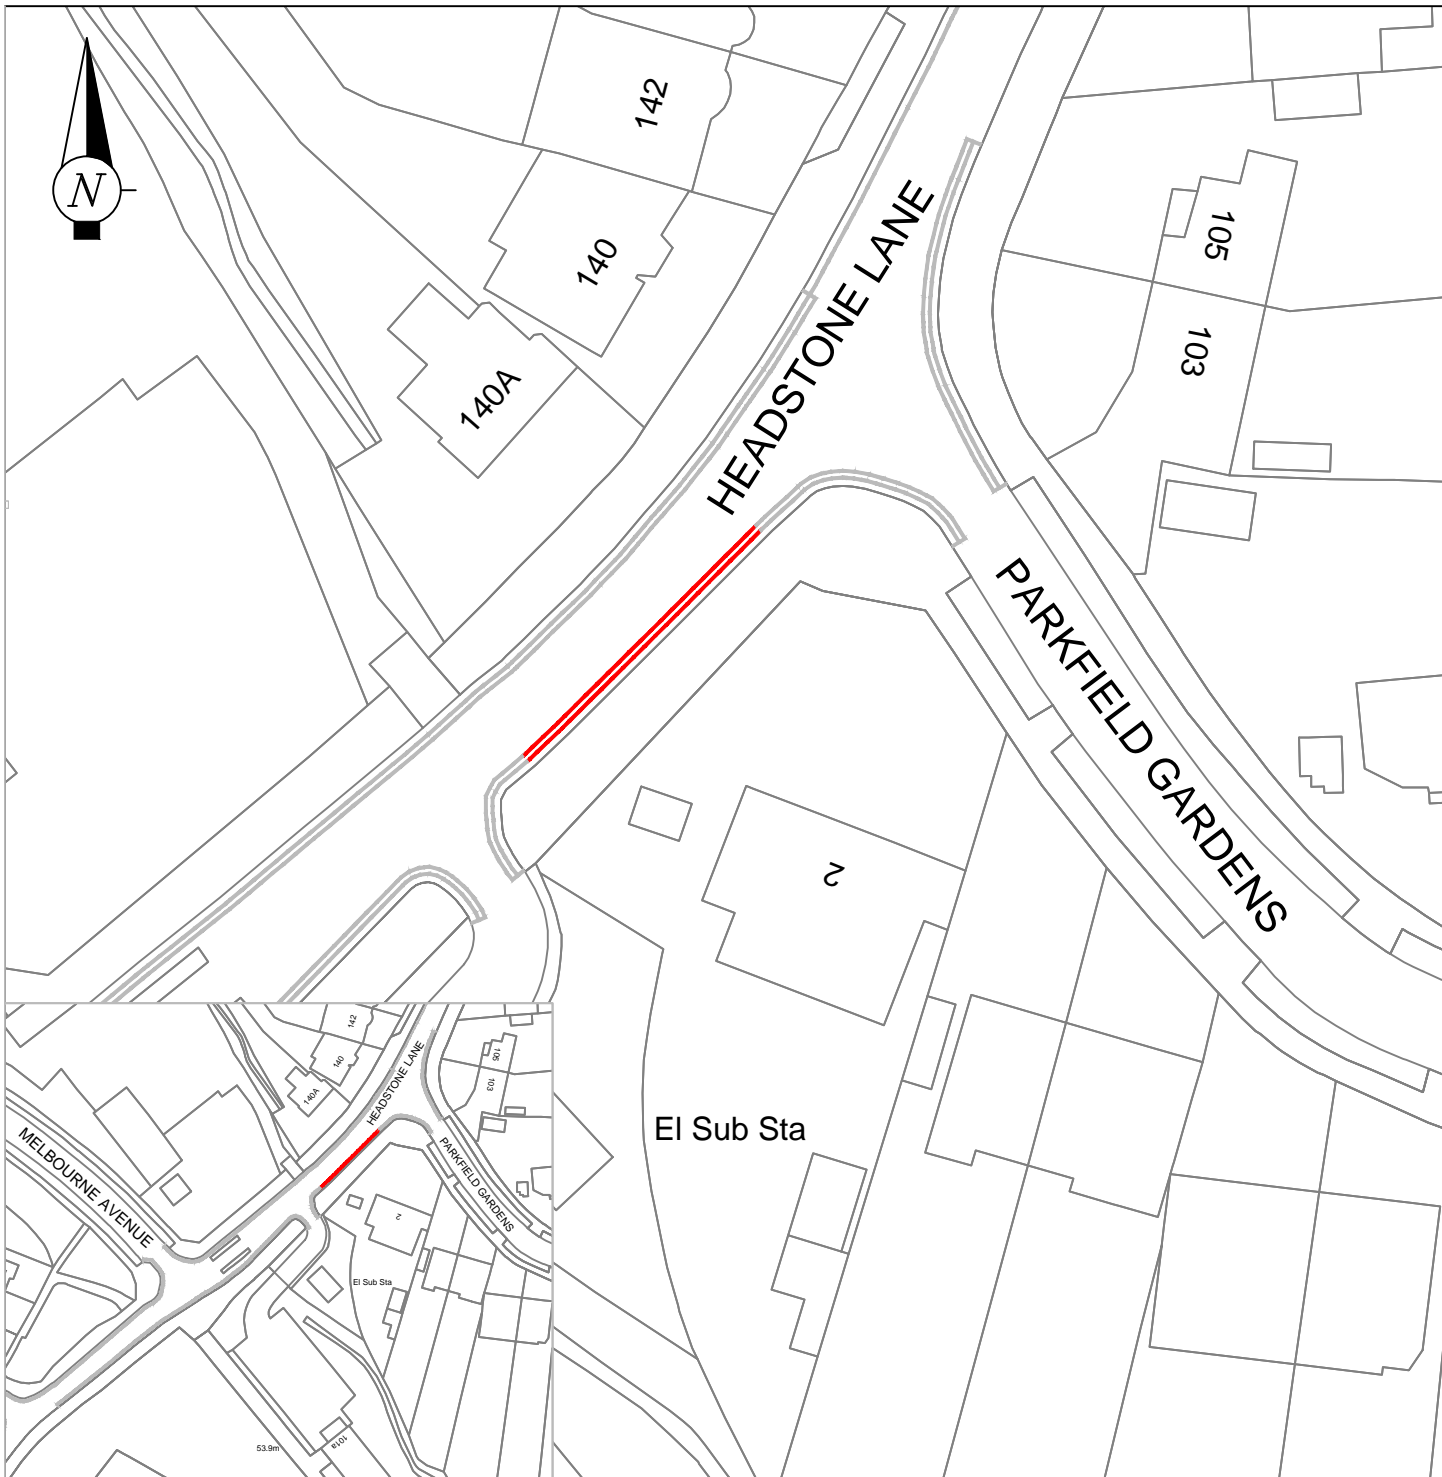 N
142
140
140A
HEADSTONE LANE
105
103
PARKFIELD GARDENS
2
El Sub Sta
142
140
140A
HEADSTONE LANE
105
103
MELBOURNE AVENUE
PARKFIELD GARDENS
2
El Sub Sta
101a
53.9m